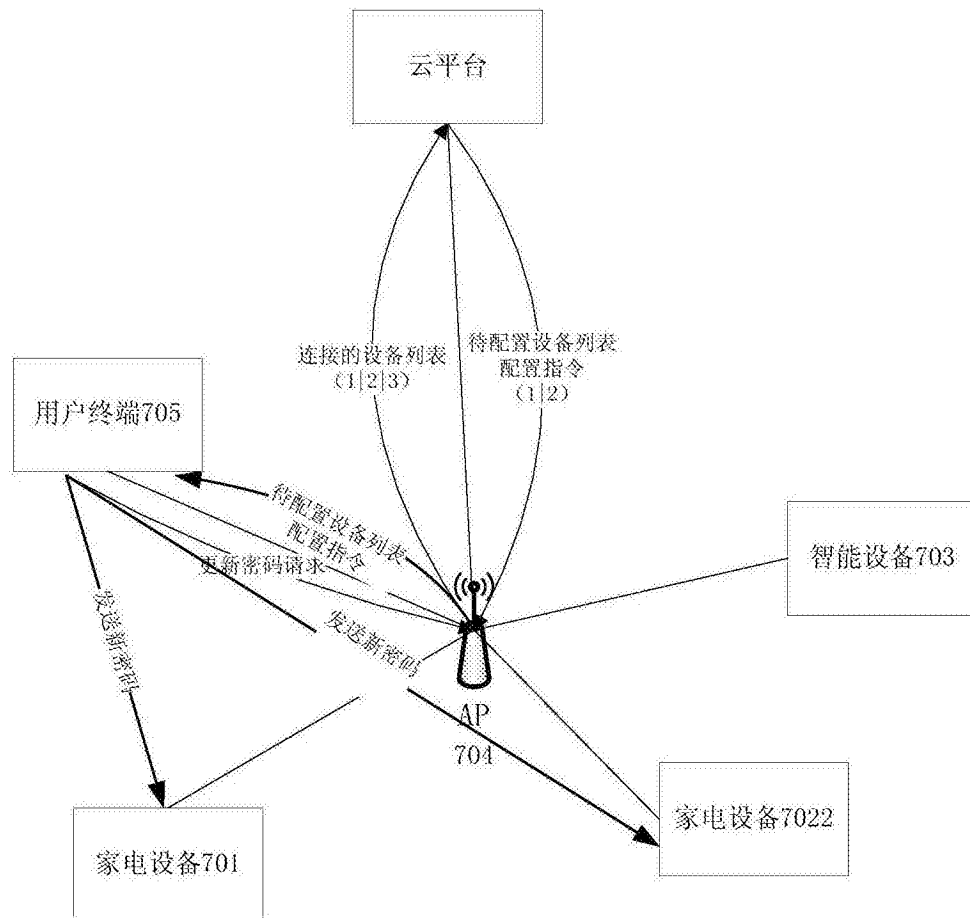 云平台
连接的设备列表
(1|2|3)
待配置设备列表
配置指令
(1|2)
用户终端705
待配置设备列表
配置指令
更新密码请求
智能设备703
发送新密码
发送新密码
AP
704
家电设备701
家电设备7022